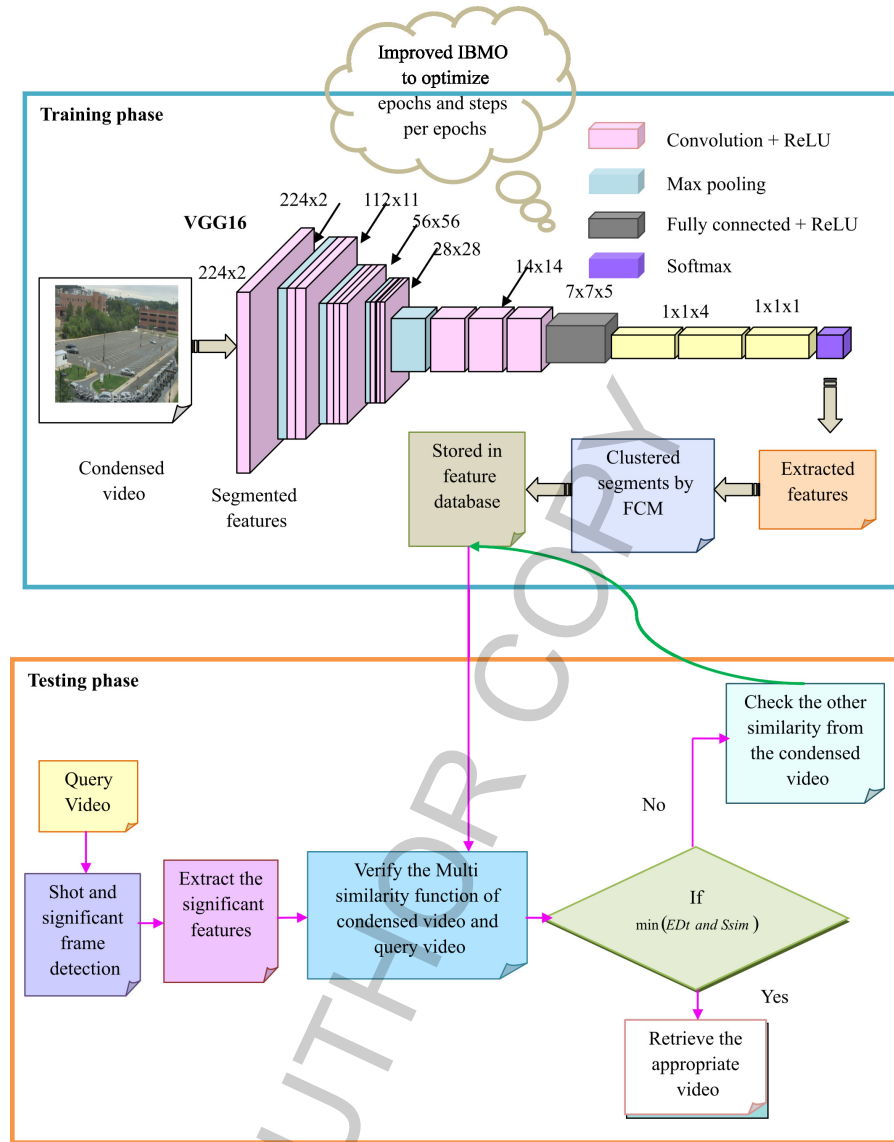 Improved IBMO
to optimize
epochs and steps
per epochs
Training phase
Convolution + ReLU
Max pooling
Fully connected + ReLU
Softmax
VGG16
224x2
224x2
112x11
56x56
28x28
14x14
7x7x5
1x1x4
1x1x1
Condensed
video
Segmented
features
Stored in
feature
database
Clustered
segments by
FCM
Extracted
features
Testing phase
Query
Video
Shot and
significant
frame
detection
Extract the
significant
features
Verify the Multi
similarity function of
condensed video and
query video
If
min(EDt and Ssim)
No
Check the other
similarity from
the condensed
video
Yes
Retrieve the
appropriate
video
UTHOR COPY